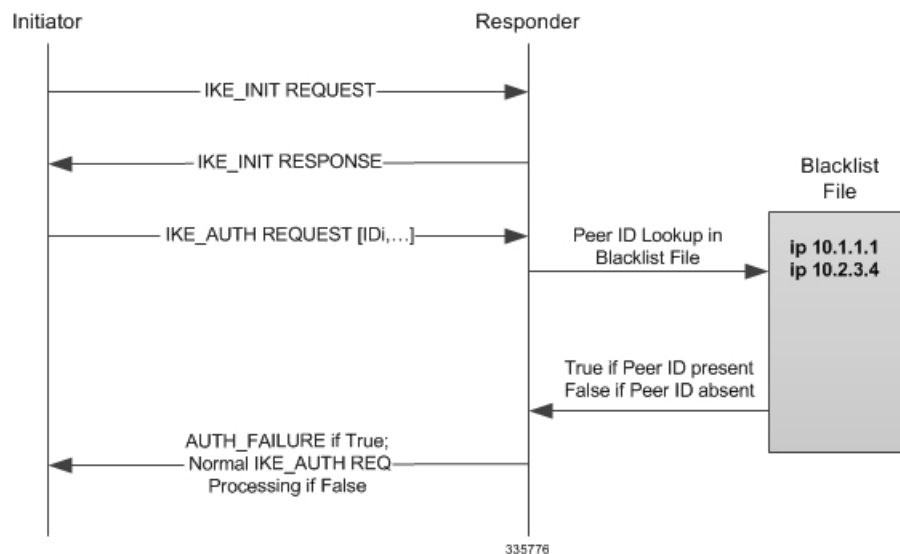 Initiator
Responder
IKE_INIT REQUEST
IKE_INIT RESPONSE
Blacklist
File
IKE_AUTH REQUEST [IDi,...]
Peer ID Lookup in
Blacklist File
ip 10.1.1.1
ip 10.2.3.4
True if Peer ID present
False if Peer ID absent
AUTH_FAILURE if True;
Normal IKE_AUTH REQ
Processing if False
335776